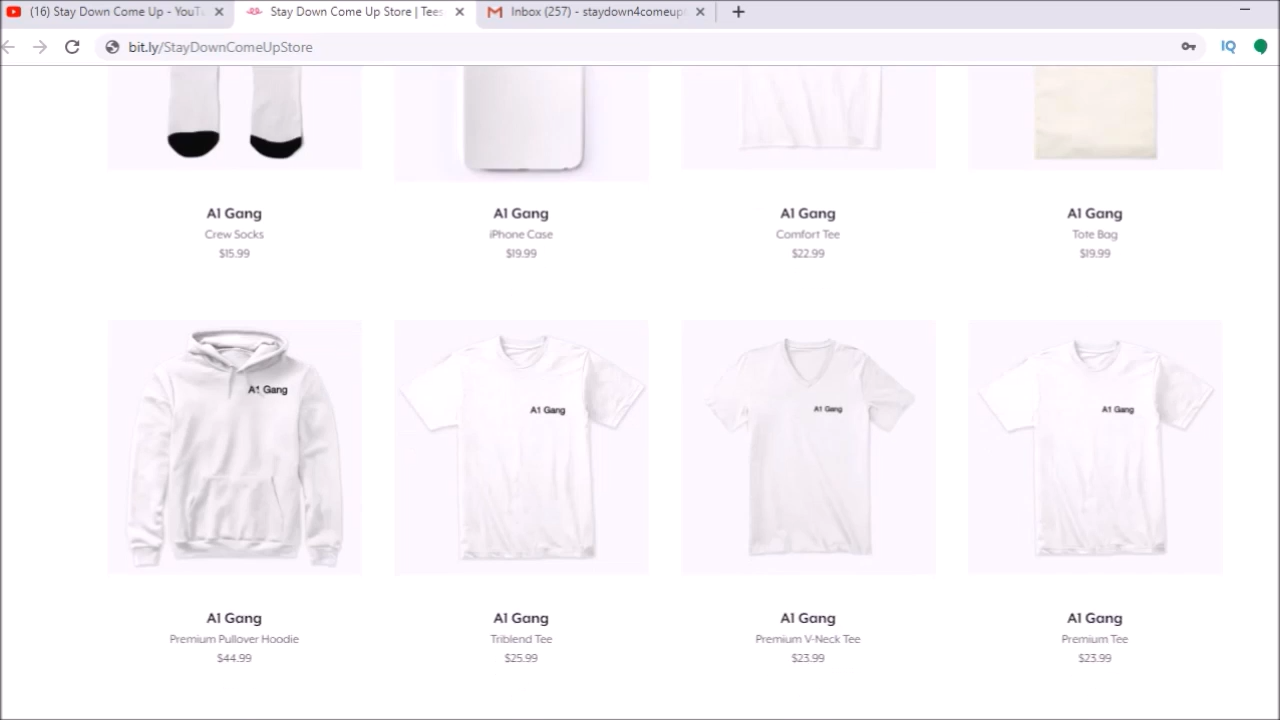 (16) Stay Down Come Up - YouTu
Stay Down Come Up Store | Tees
Inbox (257) - staydown4comeup
bit.ly/StayDownComeUpStore
IQ
A1 Gang
Crew Socks
$15.99
A1 Gang
iPhone Case
$19.99
A1 Gang
Comfort Tee
$22.99
A1 Gang
Tote Bag
$19.99
A1 Gang
A1 Gang
A1 Gang
A1 Gang
A1 Gang
Premium Pullover Hoodie
$44.99
A1 Gang
Triblend Tee
$25.99
A1 Gang
Premium V-Neck Tee
$23.99
A1 Gang
Premium Tee
$23.99